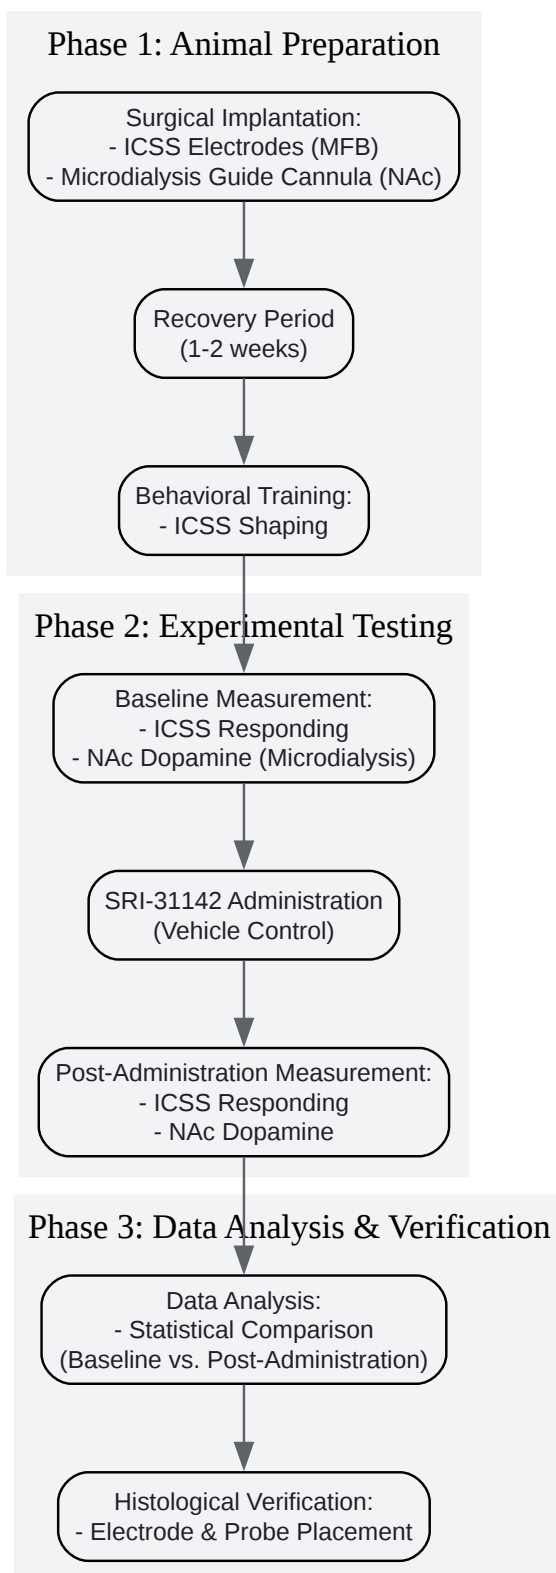 Phase 1: Animal Preparation
Surgical Implantation:
- ICSS Electrodes (MFB)
- Microdialysis Guide Cannula (NAc)
Recovery Period
(1-2 weeks)
Behavioral Training:
- ICSS Shaping
Phase 2: Experimental Testing
Baseline Measurement:
- ICSS Responding
- NAc Dopamine (Microdialysis)
SRI-31142 Administration
(Vehicle Control)
Post-Administration Measurement:
- ICSS Responding
- NAc Dopamine
Phase 3: Data Analysis & Verification
Data Analysis:
- Statistical Comparison
(Baseline vs. Post-Administration)
Histological Verification:
- Electrode & Probe Placement